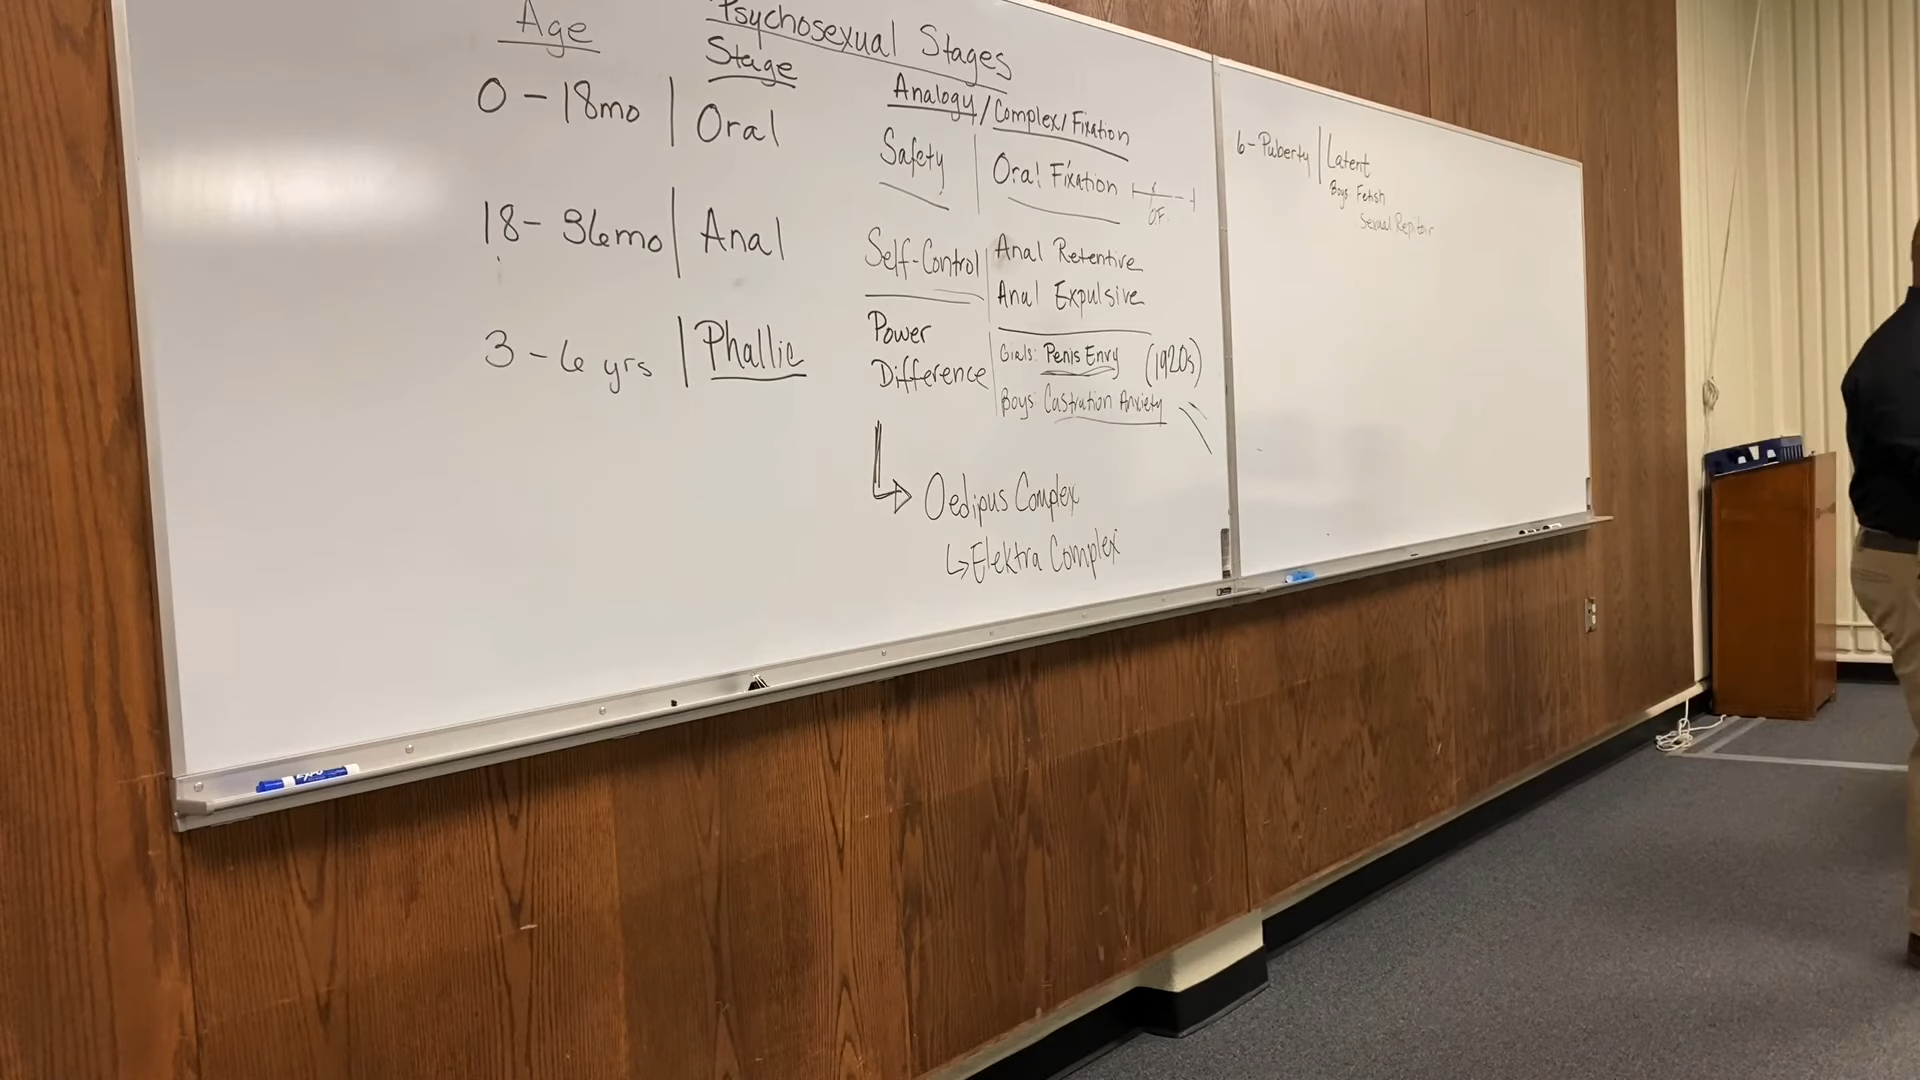 Psychosexual Stages
Age
Stage
Analogy/Complex/Fixation
0-18mo | Oral
Safety | Oral Fixation
OF
18-36mo | Anal
Self-Control | Anal Retentive
Anal Expulsive
3-6 yrs | Phallic
Power
Difference
Girls: Penis Envy (1920s)
Boys Castration Anxiety
Oedipus Complex
Elektra Complex
6-Puberty | Latent
Boys Fetish
Sexual
EXPO